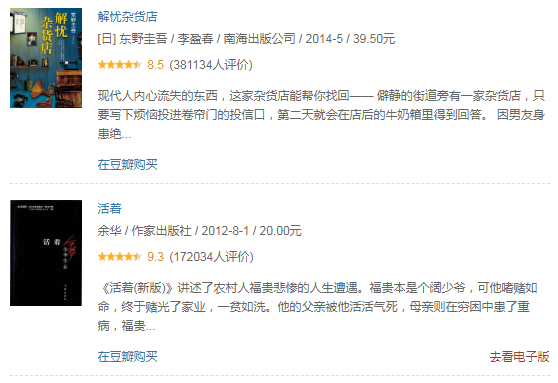 解忧杂货店
[日] 东野圭吾 / 李盈春 / 南海出版公司 / 2014-5 / 39.50元
8.5 (381134人评价)
现代人内心流失的东西，这家杂货店能帮你找回—— 僻静的街道旁有一家杂货店，只
要写下烦恼投进卷帘门的投信口，第二天就会在店后的牛奶箱里得到回答。 因男友身
患绝...
在豆瓣购买
活着
余华 / 作家出版社 / 2012-8-1 / 20.00元
9.3 (172034人评价)
《活着(新版)》讲述了农村人福贵悲惨的人生遭遇。福贵本是个阔少爷，可他嗜赌如
命，终于赌光了家业，一贫如洗。他的父亲被他活活气死，母亲则在穷困中患了重
病，福贵...
在豆瓣购买 去看电子版
解忧
杂货店
活着